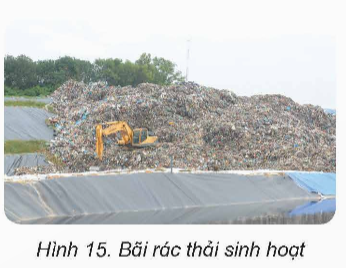 Hình 15. Bãi rác thải sinh hoạt